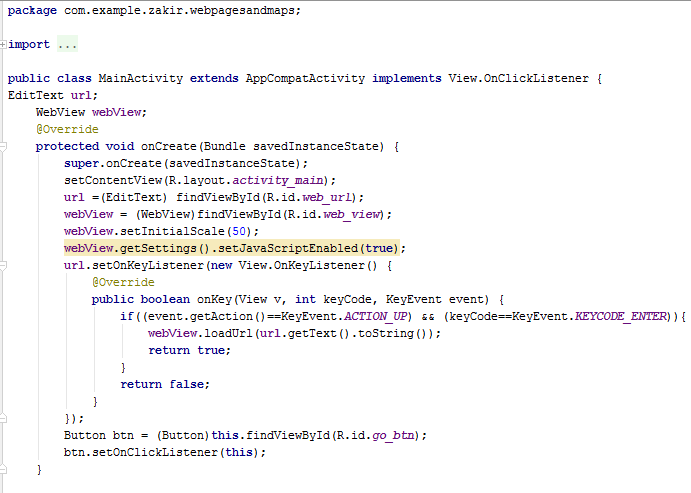 package com.example.zakir.webpagesandmaps;
import ...
public class MainActivity extends AppCompatActivity implements View.OnClickListener {
EditText url;
    WebView webView;
    @Override
    protected void onCreate(Bundle savedInstanceState) {
        super.onCreate(savedInstanceState);
        setContentView(R.layout.activity_main);
        url =(EditText) findViewById(R.id.web_url);
        webView = (WebView)findViewById(R.id.web_view);
        webView.setInitialScale(50);
        webView.getSettings().setJavaScriptEnabled(true);
        url.setOnKeyListener(new View.OnKeyListener() {
            @Override
            public boolean onKey(View v, int keyCode, KeyEvent event) {
                if((event.getAction()==KeyEvent.ACTION_UP) && (keyCode==KeyEvent.KEYCODE_ENTER)){
                    webView.loadUrl(url.getText().toString());
                    return true;
                }
                return false;
            }
        });
        Button btn = (Button)this.findViewById(R.id.go_btn);
        btn.setOnClickListener(this);
    }